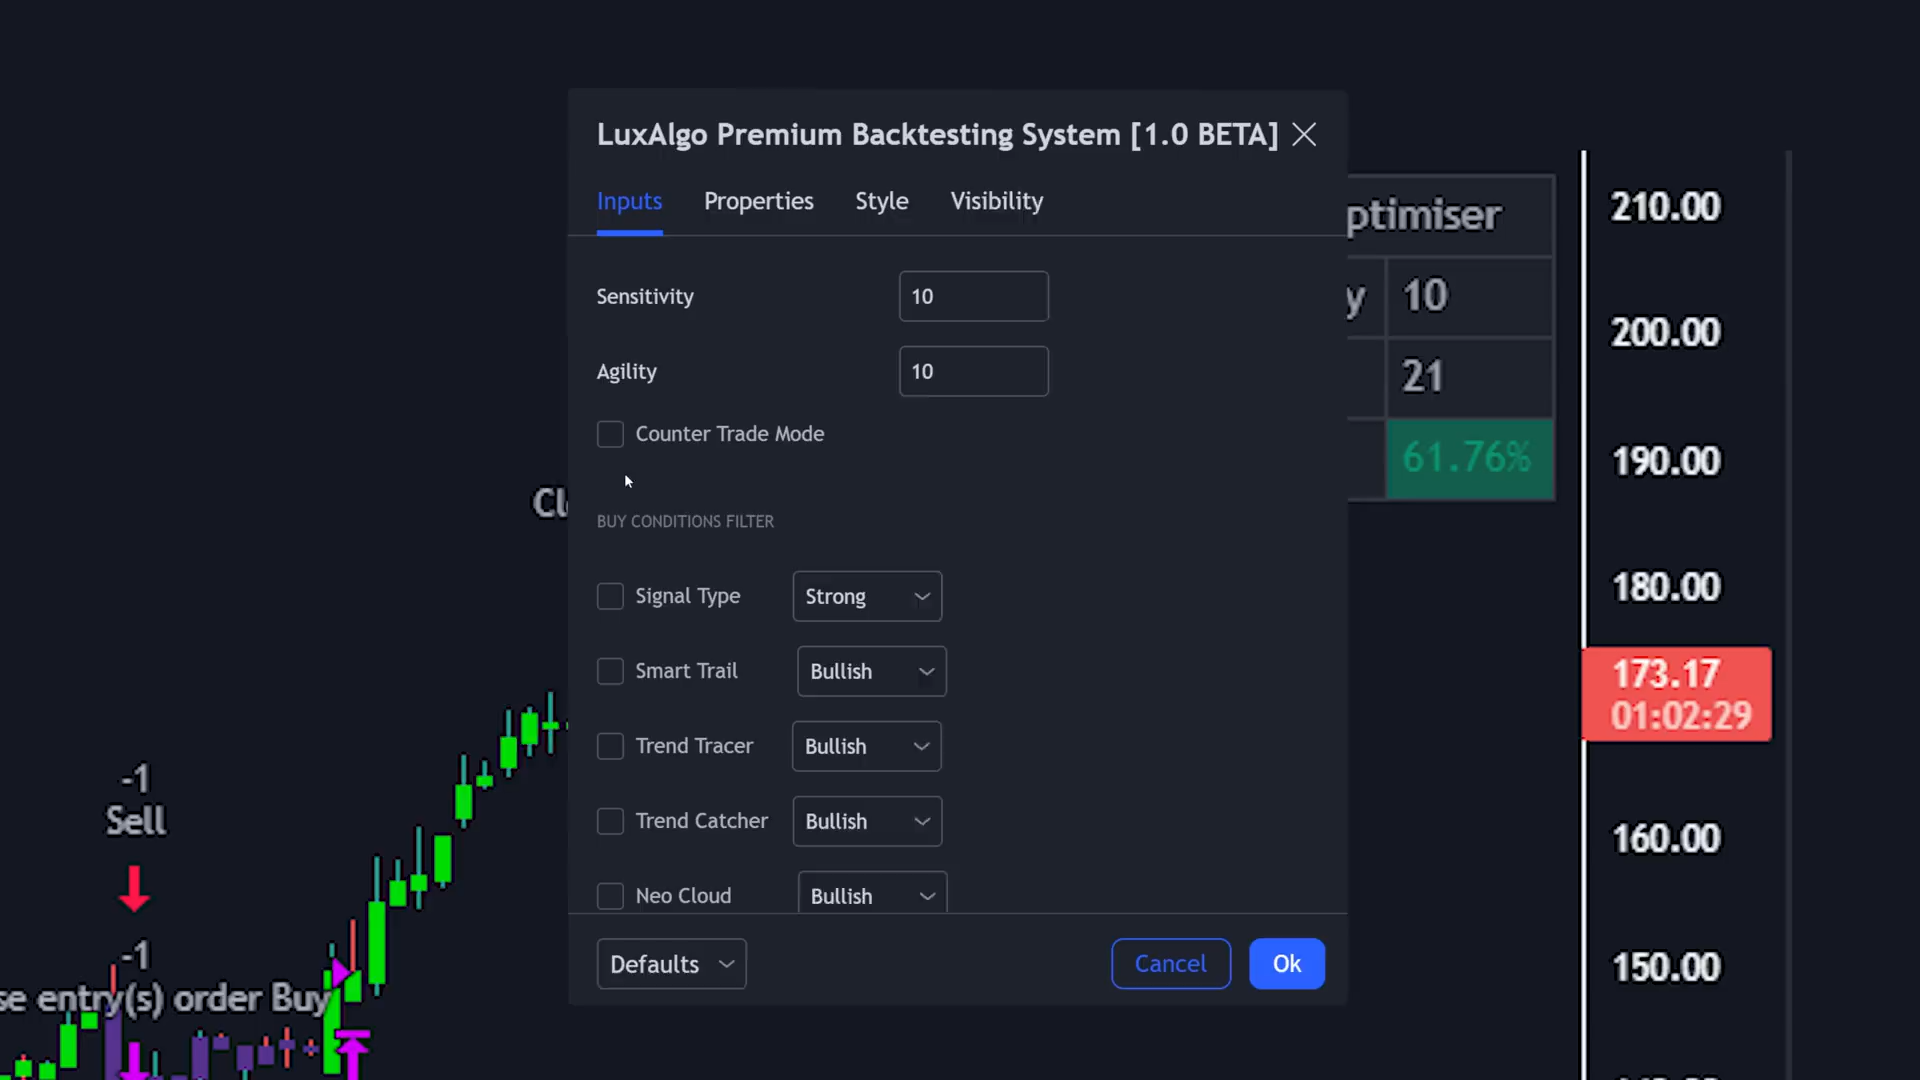 LuxAlgo Premium Backtesting System [1.0 BETA]
Inputs Properties Style Visibility
Sensitivity 10
Agility 10
Counter Trade Mode
BUY CONDITIONS FILTER
Signal Type Strong
Smart Trail Bullish
Trend Tracer Bullish
Trend Catcher Bullish
Neo Cloud Bullish
Defaults Cancel Ok
ptimiser
y 10
21
61.76%
210.00
200.00
190.00
180.00
173.17
01:02:29
160.00
150.00
Cl
-1
Sell
-1
se entry(s) order Buy